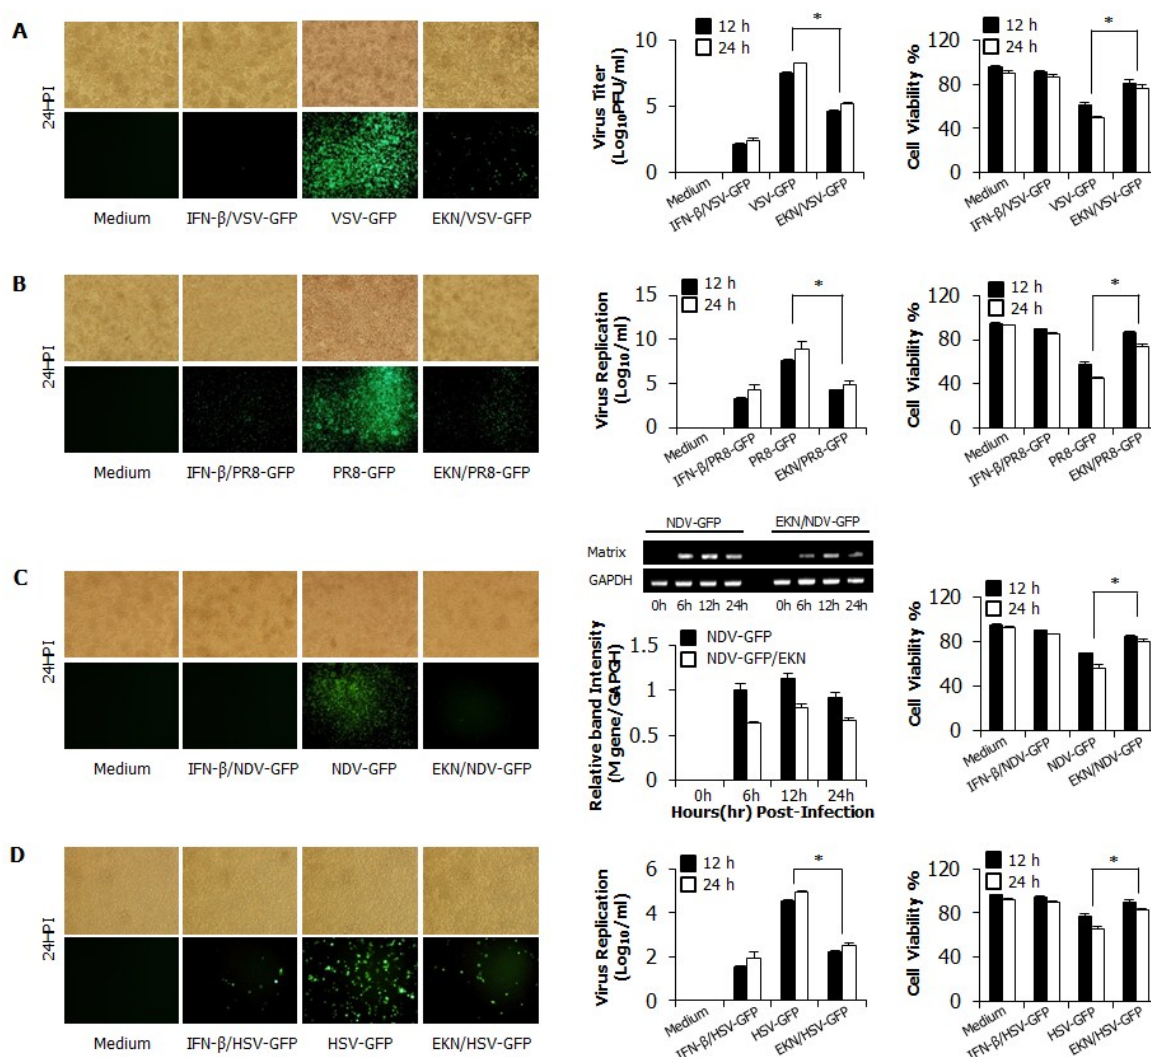 A
24HPI
Medium IFN-β/VSV-GFP VSV-GFP EKN/VSV-GFP
Virus Titer
(Log10PFU/ml)
10
5
0
12 h
24 h
*
Medium
IFN-β/VSV-GFP
VSV-GFP
EKN/VSV-GFP
Cell Viability %
120
80
40
0
12 h
24 h
*
Medium
IFN-β/VSV-GFP
VSV-GFP
EKN/VSV-GFP
B
24HPI
Medium IFN-β/PR8-GFP PR8-GFP EKN/PR8-GFP
Virus Replication
(Log10/ml)
15
10
5
0
12 h
24 h
*
Medium
IFN-β/PR8-GFP
PR8-GFP
EKN/PR8-GFP
Cell Viability %
120
80
40
0
12 h
24 h
*
Medium
IFN-β/PR8-GFP
PR8-GFP
EKN/PR8-GFP
C
24HPI
Medium IFN-β/NDV-GFP NDV-GFP EKN/NDV-GFP
NDV-GFP EKN/NDV-GFP
Matrix
GAPDH
0h 6h 12h 24h 0h 6h 12h 24h
Relative band Intensity
(M gene/GAPGH)
1.5
1
0.5
0
NDV-GFP
NDV-GFP/EKN
0h 6h 12h 24h
Hours(hr) Post-Infection
Cell Viability %
120
80
40
0
12 h
24 h
*
Medium
IFN-β/NDV-GFP
NDV-GFP
EKN/NDV-GFP
D
24HPI
Medium IFN-β/HSV-GFP HSV-GFP EKN/HSV-GFP
Virus Replication
(Log10/ml)
6
4
2
0
12 h
24 h
*
Medium
IFN-β/HSV-GFP
HSV-GFP
EKN/HSV-GFP
Cell Viability %
120
80
40
0
12 h
24 h
*
Medium
IFN-β/HSV-GFP
HSV-GFP
EKN/HSV-GFP